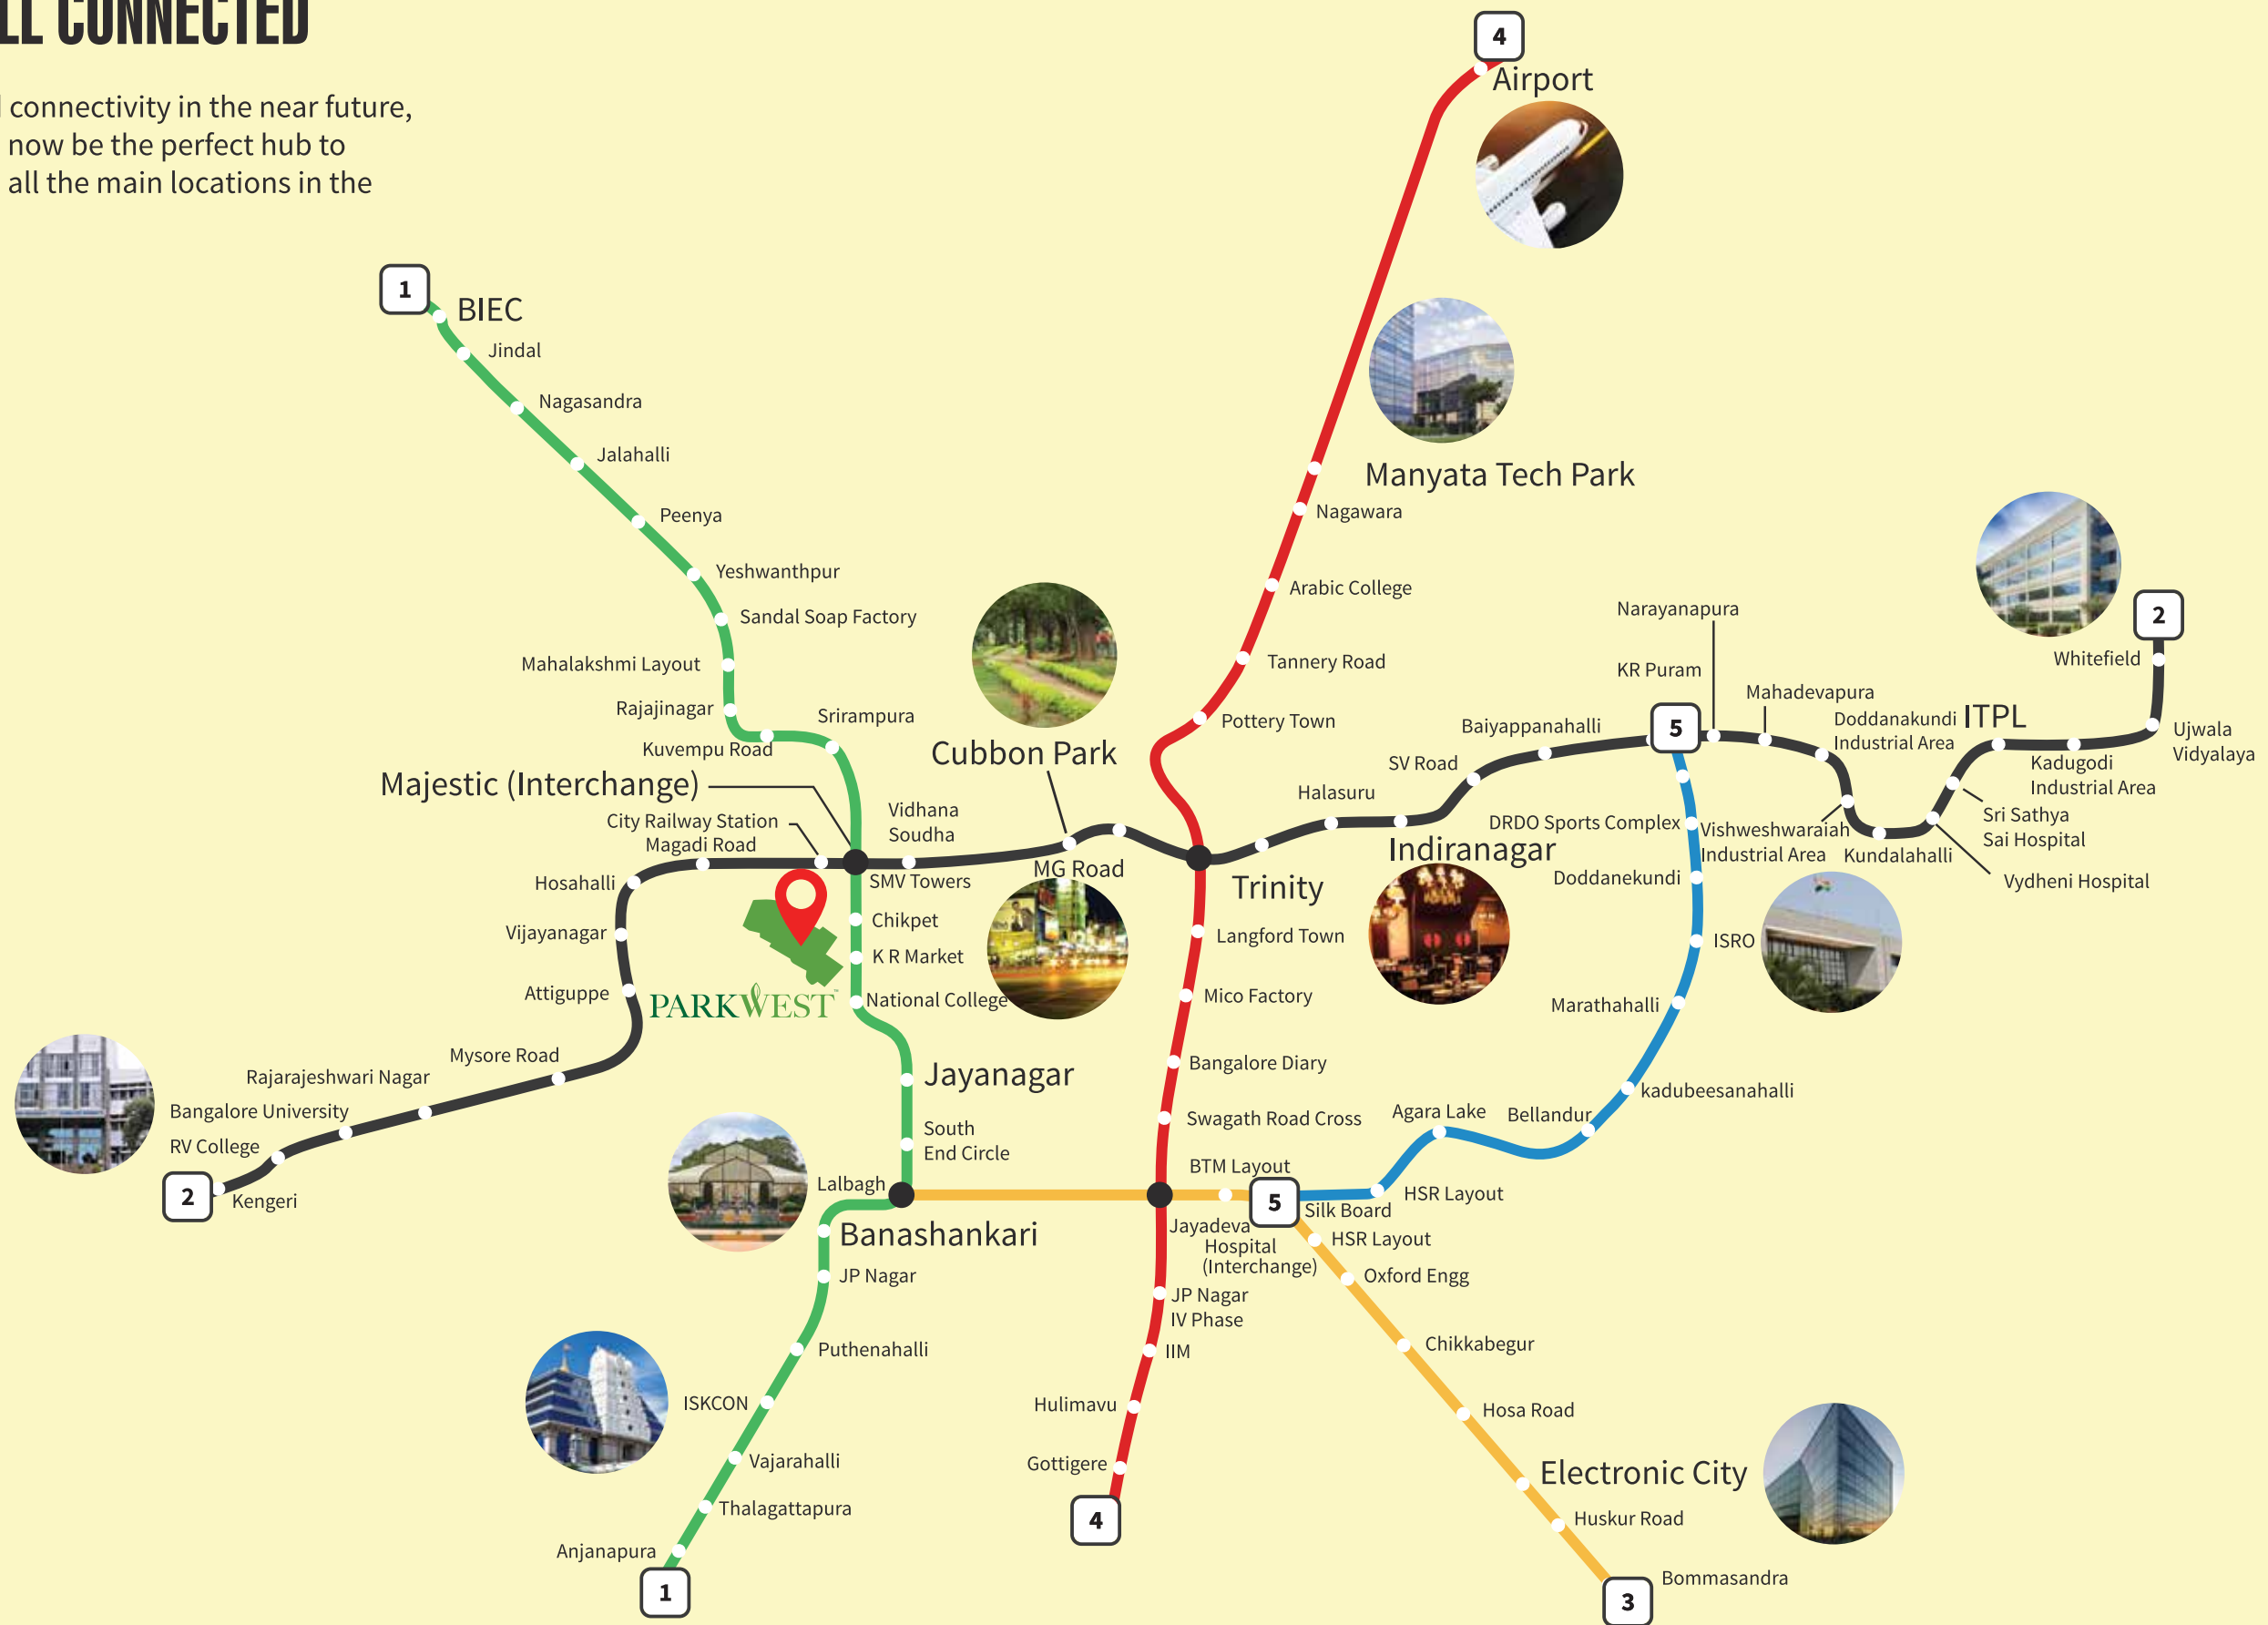 CONNECTED
connectivity in the near future,
now be the perfect hub to
all the main locations in the
4
Airport
1
BIEC
Jindal
Nagasandra
Jalahalli
Peenya
Yeshwanthpur
Sandal Soap Factory
Mahalakshmi Layout
Rajajinagar
Srirampura
Kuvempu Road
Majestic (Interchange)
City Railway Station
Magadi Road
Hosahalli
Vijayanagar
Attiguppe
Mysore Road
Rajarajeshwari Nagar
Bangalore University
RV College
2
Kengeri
PARKWEST
Vidhana
Soudha
SMV Towers
Chikpet
K R Market
National College
Jayanagar
South
End Circle
Lalbagh
Banashankari
JP Nagar
Puthenahalli
ISKCON
Vajarahalli
Thalagattapura
Anjanapura
1
Cubbon Park
MG Road
Manyata Tech Park
Nagawara
Arabic College
Tannery Road
Pottery Town
Trinity
Langford Town
Mico Factory
Bangalore Diary
Swagath Road Cross
BTM Layout
Jayadeva
Hospital
(Interchange)
JP Nagar
IV Phase
IIM
Hulimavu
Gottigere
4
Halasuru
Indiranagar
SV Road
Baiyappanahalli
KR Puram
Narayanapura
5
Mahadevapura
Doddanakundi
Industrial Area
Vishweshwaraiah
Industrial Area
Kundalahalli
Vydheni Hospital
Sri Sathya
Sai Hospital
ITPL
Kadugodi
Industrial Area
Ujwala
Vidyalaya
Whitefield
2
DRDO Sports Complex
Doddanekundi
ISRO
Marathahalli
kadubeesanahalli
Bellandur
Agara Lake
HSR Layout
5
Silk Board
HSR Layout
Oxford Engg
Chikkabegur
Hosa Road
Electronic City
Huskur Road
Bommasandra
3